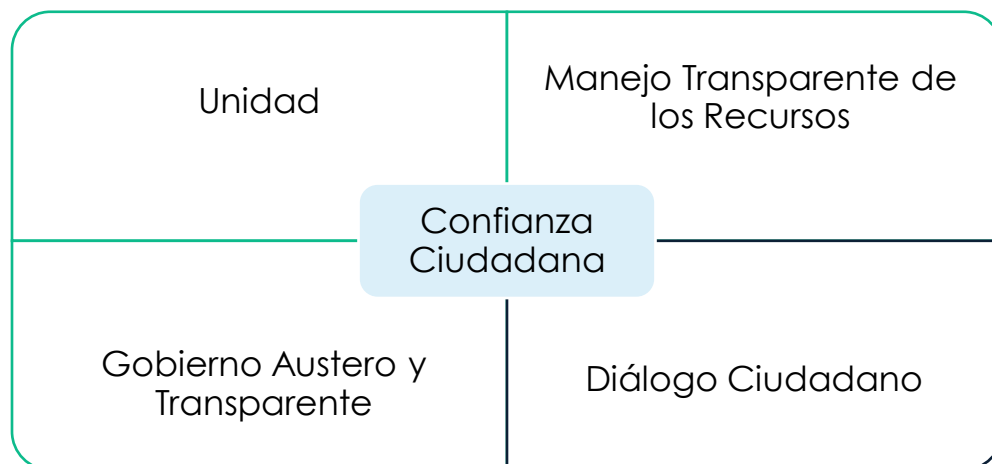 Unidad
Manejo Transparente de
los Recursos
Confianza
Ciudadana
Gobierno Austero y
Transparente
Diálogo Ciudadano